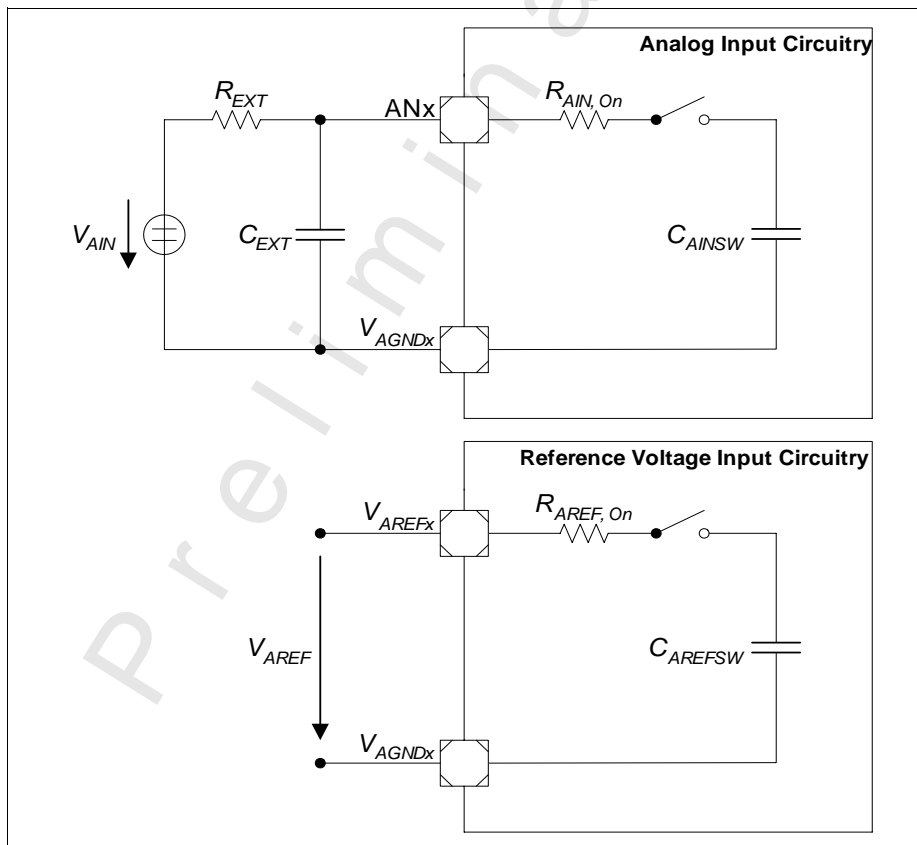 Analog Input Circuitry
R_EXT
ANx
R_AIN, On
V_AIN
C_EXT
C_AINSW
V_AGNDx
Reference Voltage Input Circuitry
V_AREFx
R_AREF, On
V_AREF
C_AREFSW
V_AGNDx
Prelimina